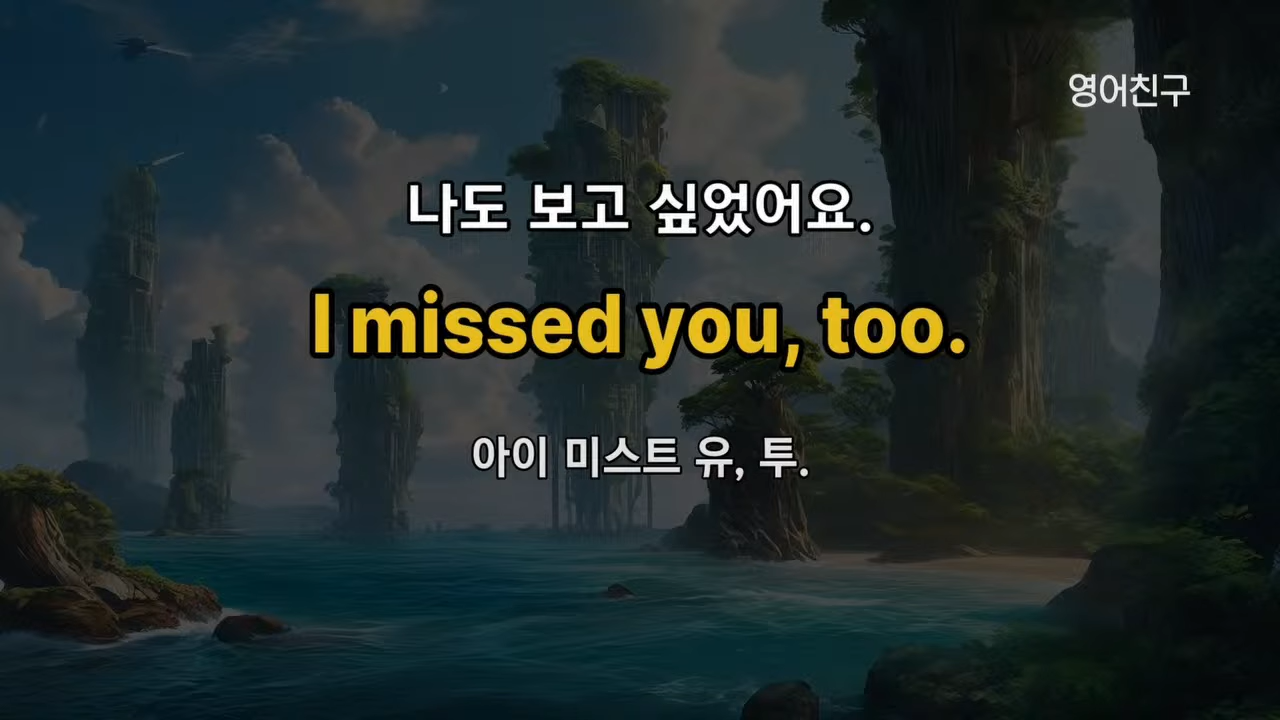 영어친구
나도 보고 싶었어요.
I missed you, too.
아이 미스트 유, 투.